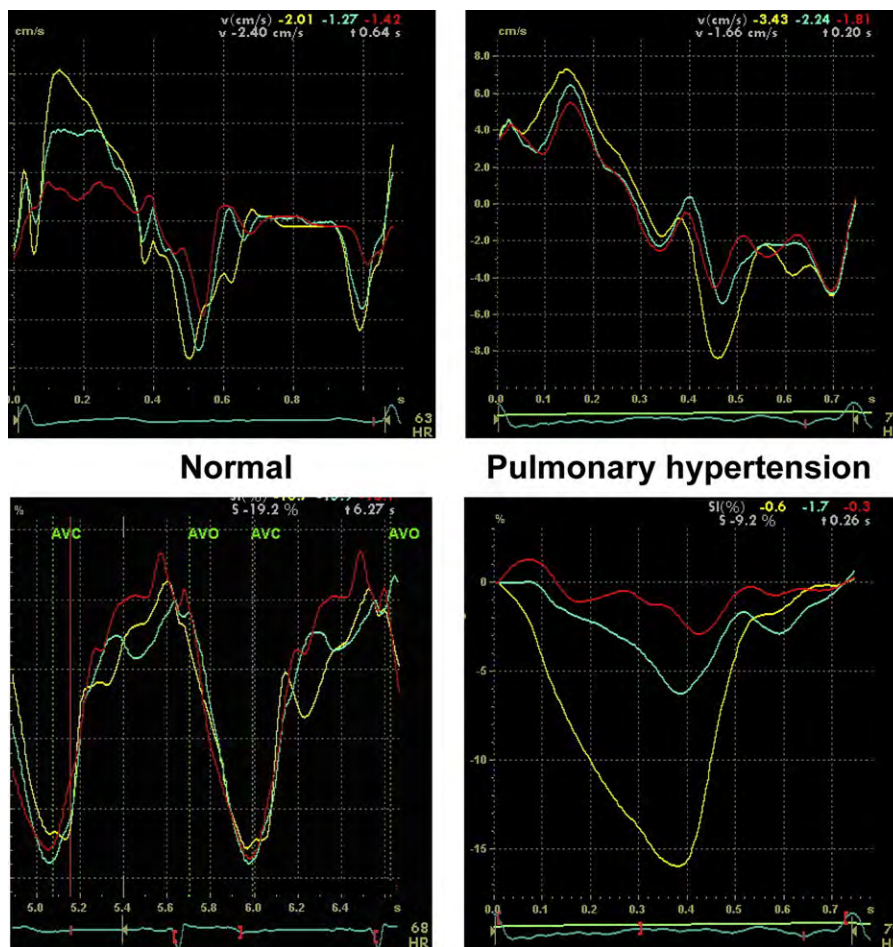 v(cm/s) -2.01 -1.27 -1.42
cm/s v -2.40 cm/s t 0.64 s
0.0 0.2 0.4 0.6 0.8 s
63
HR
v(cm/s) -3.43 -2.24 -1.81
cm/s v -1.66 cm/s t 0.20 s
8.0
4.0
0.0
-2.0
-4.0
-6.0
-8.0
0.0 0.1 0.2 0.3 0.4 0.5 0.6 0.7 s
7
H
Normal
Pulmonary hypertension
% S -19.2 % t 6.27 s
AVC AVO AVC AVO
5.0 5.2 5.4 5.6 5.8 6.0 6.2 6.4 s
68
HR
SI(%) -0.6 -1.7 -0.3
% S -9.2 % t 0.26 s
0
-5
-10
-15
0.0 0.1 0.2 0.3 0.4 0.5 0.6 0.7 s
H